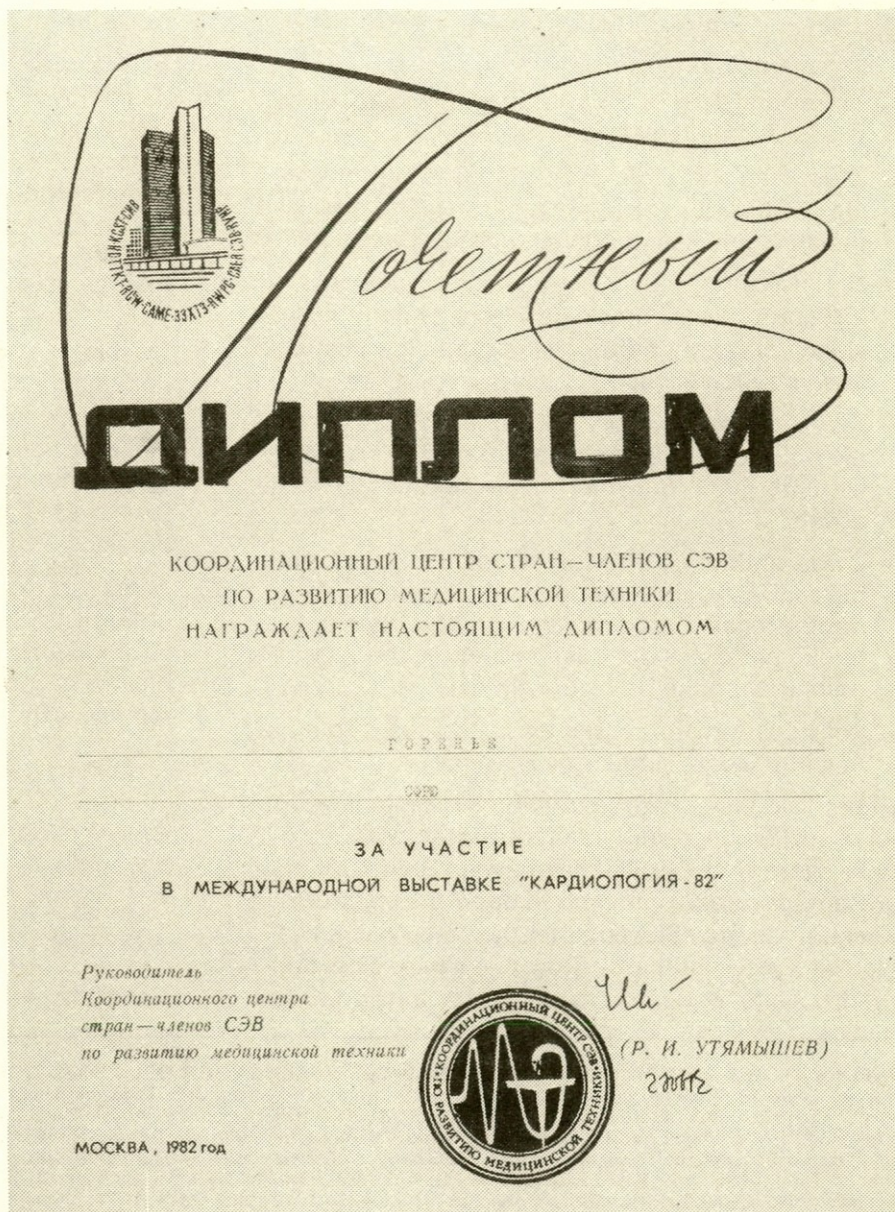 Почетный
ДИПЛОМ
КООРДИНАЦИОННЫЙ ЦЕНТР СТРАН—ЧЛЕНОВ СЭВ
ПО РАЗВИТИЮ МЕДИЦИНСКОЙ ТЕХНИКИ
НАГРАЖДАЕТ НАСТОЯЩИМ ДИПЛОМОМ
ГОРЕНЬЕ
СФРЮ
ЗА УЧАСТИЕ
В МЕЖДУНАРОДНОЙ ВЫСТАВКЕ "КАРДИОЛОГИЯ-82"
Руководитель
Координационного центра
стран—членов СЭВ
по развитию медицинской техники
КООРДИНАЦИОННЫЙ ЦЕНТР СЭВ • ПО РАЗВИТИЮ МЕДИЦИНСКОЙ ТЕХНИКИ
(Р. И. УТЯМЫШЕВ)
МОСКВА, 1982 год